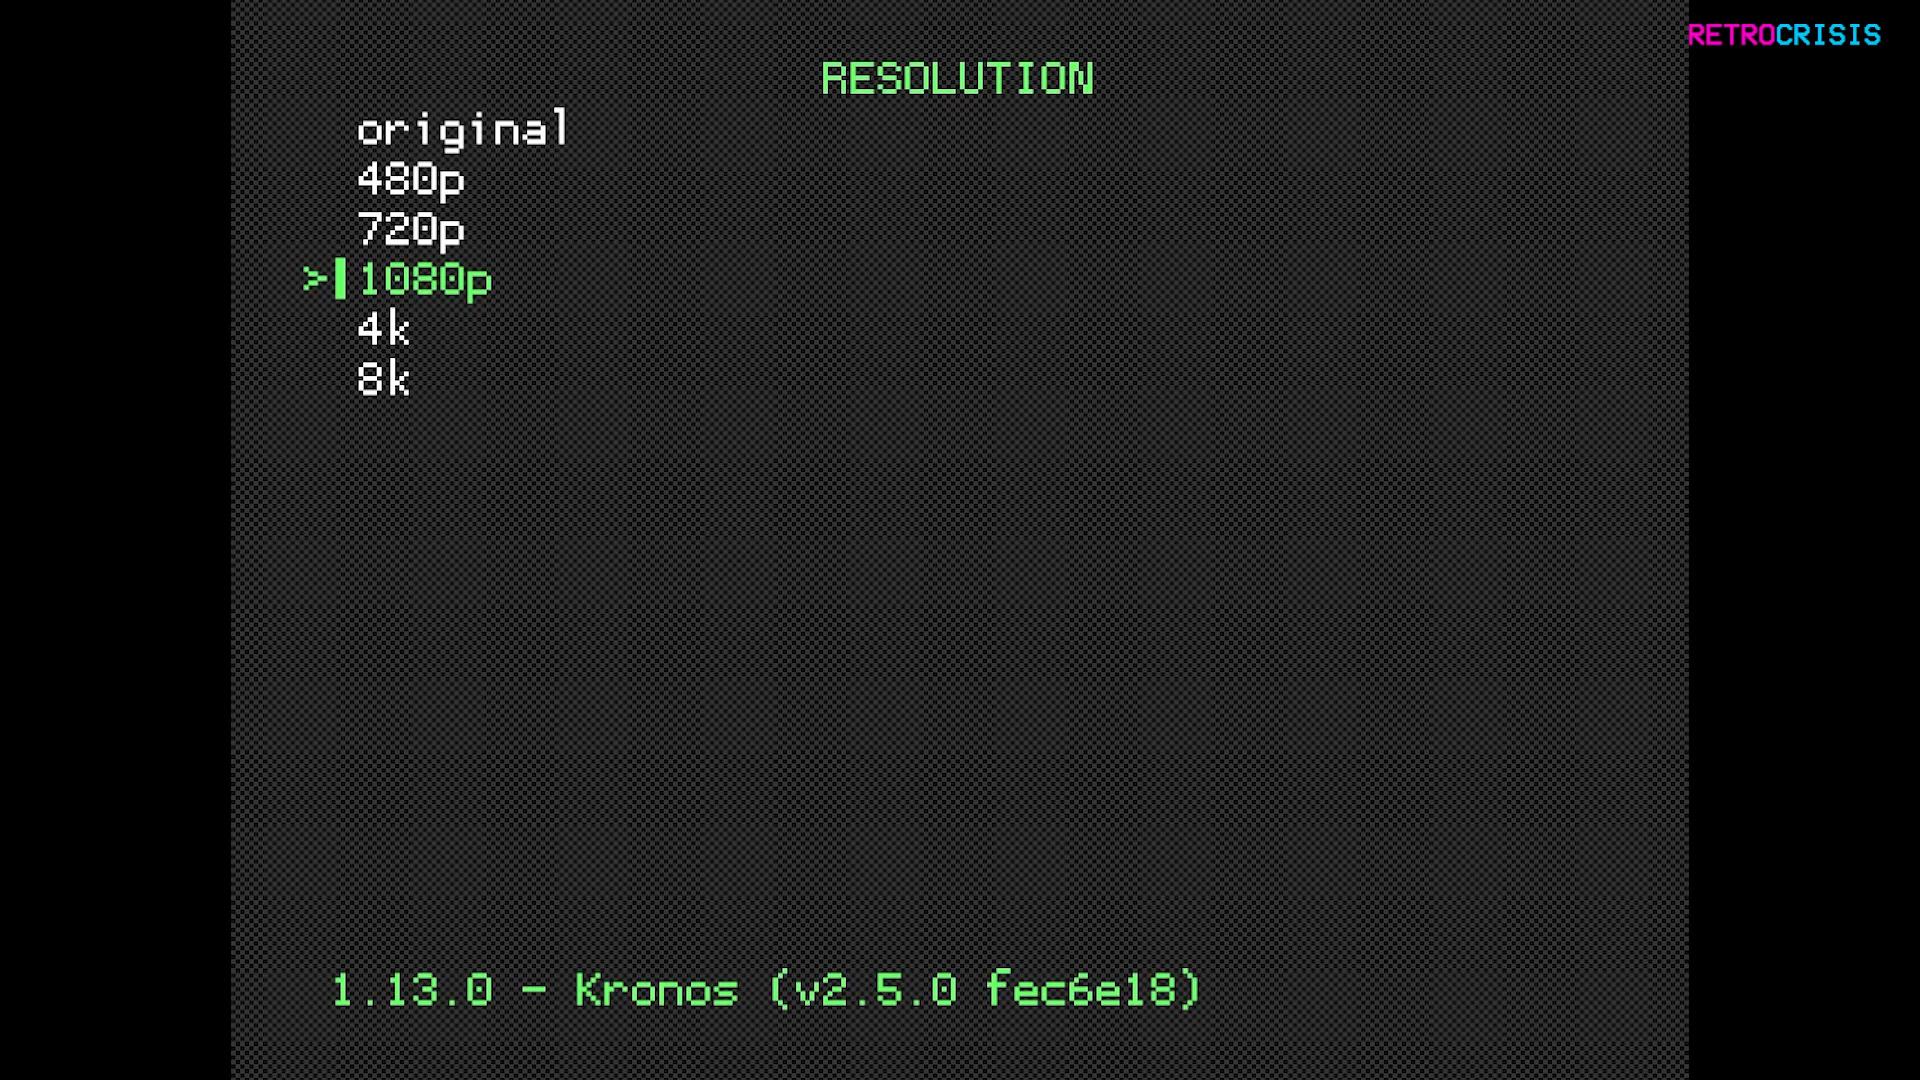 RETROCRISIS
RESOLUTION
original
480p
720p
>1080p
4k
8k
1.13.0 - Kronos (v2.5.0 fec6e18)